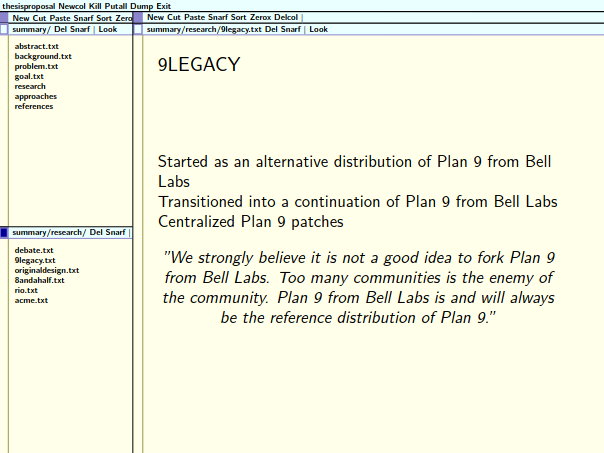 thesisproposal Newcol Kill Putall Dump Exit
New Cut Paste Snarf Sort Zero
summary/ Del Snarf | Look
abstract.txt
background.txt
problem.txt
goal.txt
research
approaches
references
summary/research/ Del Snarf |
debate.txt
9legacy.txt
originaldesign.txt
8andahalf.txt
rio.txt
acme.txt
New Cut Paste Snarf Sort Zerox Delcol |
summary/research/9legacy.txt Del Snarf | Look
9LEGACY
Started as an alternative distribution of Plan 9 from Bell
Labs
Transitioned into a continuation of Plan 9 from Bell Labs
Centralized Plan 9 patches
"We strongly believe it is not a good idea to fork Plan 9
from Bell Labs. Too many communities is the enemy of
the community. Plan 9 from Bell Labs is and will always
be the reference distribution of Plan 9."